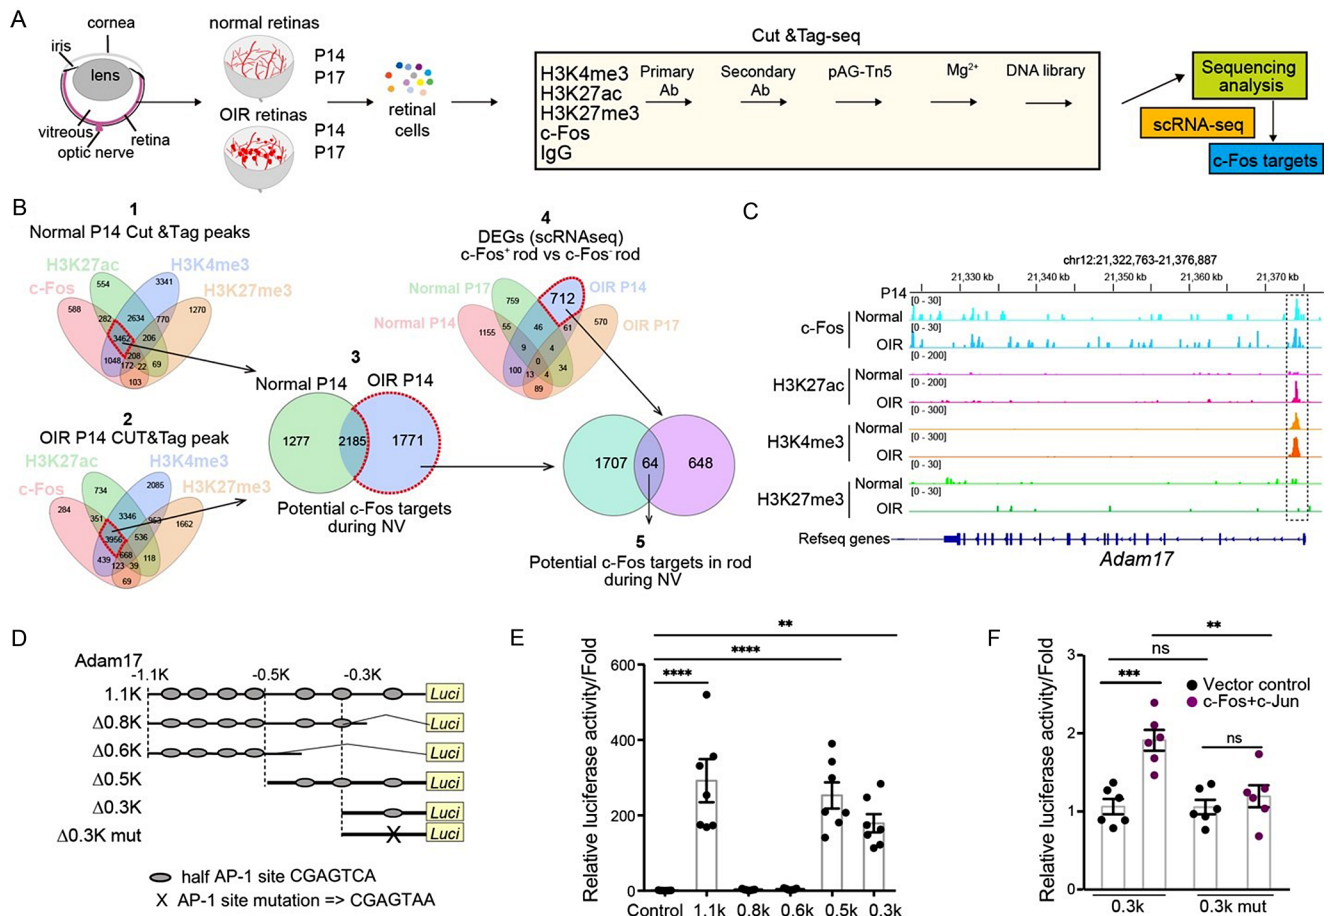 A
cornea
iris
lens
vitreous
optic nerve
retina
normal retinas
P14
P17
OIR retinas
P14
P17
retinal
cells
Cut &Tag-seq
H3K4me3
H3K27ac
H3K27me3
c-Fos
IgG
Primary
Ab
Secondary
Ab
pAG-Tn5
Mg2+
DNA library
Sequencing
analysis
scRNA-seq
c-Fos targets
B
1
Normal P14 Cut &Tag peaks
H3K27ac
H3K4me3
c-Fos
H3K27me3
554
3341
588
1270
282
2634
770
3462
206
1048
208
172
22
69
103
2
OIR P14 CUT&Tag peak
H3K27ac
H3K4me3
c-Fos
H3K27me3
734
2085
284
1662
351
3346
963
3956
536
439
668
123
39
118
69
3
Normal P14
OIR P14
1277
2185
1771
Potential c-Fos targets
during NV
4
DEGs (scRNAseq)
c-Fos+ rod vs c-Fos- rod
Normal P17
OIR P14
Normal P14
OIR P17
759
712
1155
570
55
46
61
9
4
100
0
34
13
4
89
1707
64
648
5
Potential c-Fos targets in rod
during NV
C
chr12:21,322,763-21,376,887
21,330 kb
21,340 kb
21,350 kb
21,360 kb
21,370 kb
P14
c-Fos
Normal
[0 - 30]
OIR
[0 - 30]
H3K27ac
Normal
[0 - 200]
OIR
[0 - 200]
H3K4me3
Normal
[0 - 300]
OIR
[0 - 300]
H3K27me3
Normal
[0 - 30]
OIR
[0 - 30]
Refseq genes
Adam17
D
Adam17
-1.1K
-0.5K
-0.3K
1.1K
Luci
Δ0.8K
Luci
Δ0.6K
Luci
Δ0.5K
Luci
Δ0.3K
Luci
Δ0.3K mut
X
Luci
half AP-1 site CGAGTCA
X AP-1 site mutation => CGAGTAA
E
Relative luciferase activity/Fold
600
400
200
0
**
****
****
Control
1.1k
0.8k
0.6k
0.5k
0.3k
F
Relative luciferase activity/Fold
3
2
1
0
**
ns
***
ns
Vector control
c-Fos+c-Jun
0.3k
0.3k mut